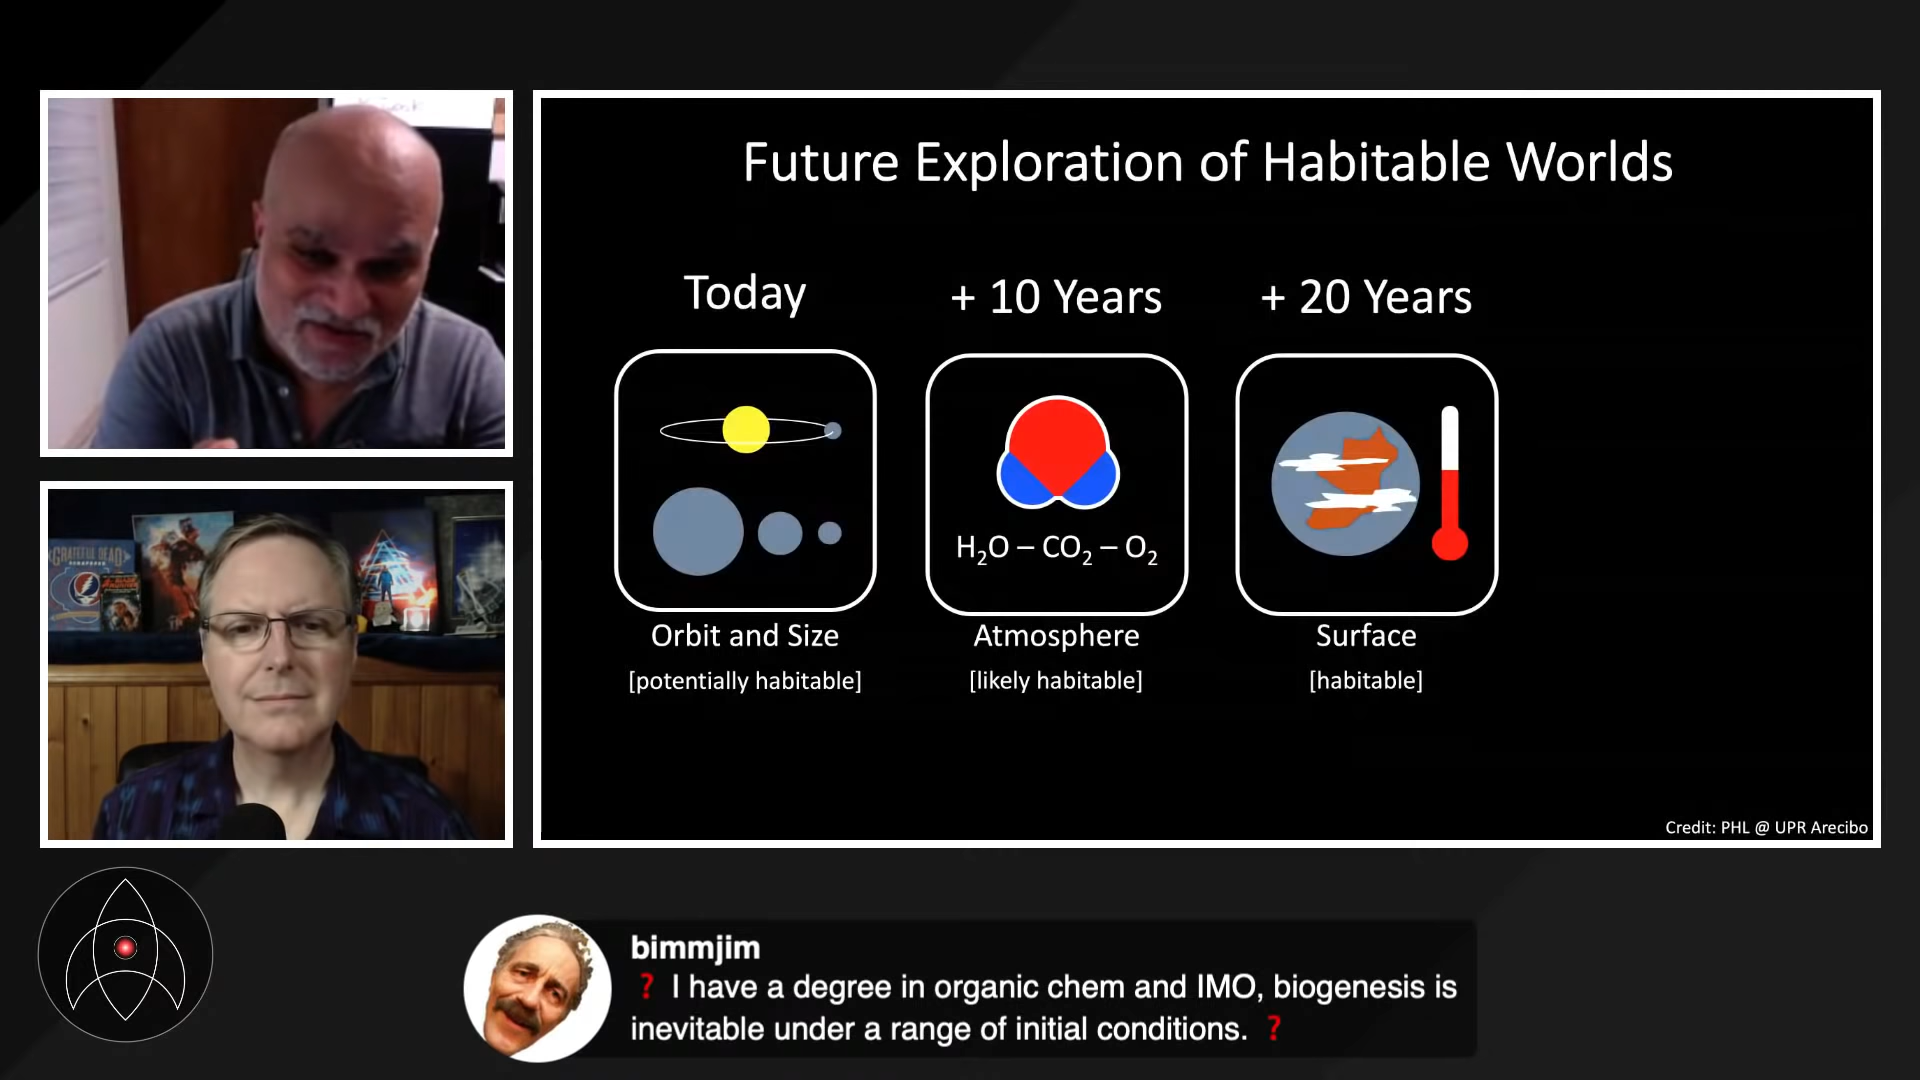 Future Exploration of Habitable Worlds
Today
+ 10 Years
+ 20 Years
H₂O – CO₂ – O₂
Orbit and Size
Atmosphere
Surface
[potentially habitable]
[likely habitable]
[habitable]
Credit: PHL @ UPR Arecibo
GRATEFUL DEAD
bimmjim
❓ I have a degree in organic chem and IMO, biogenesis is
inevitable under a range of initial conditions. ❓